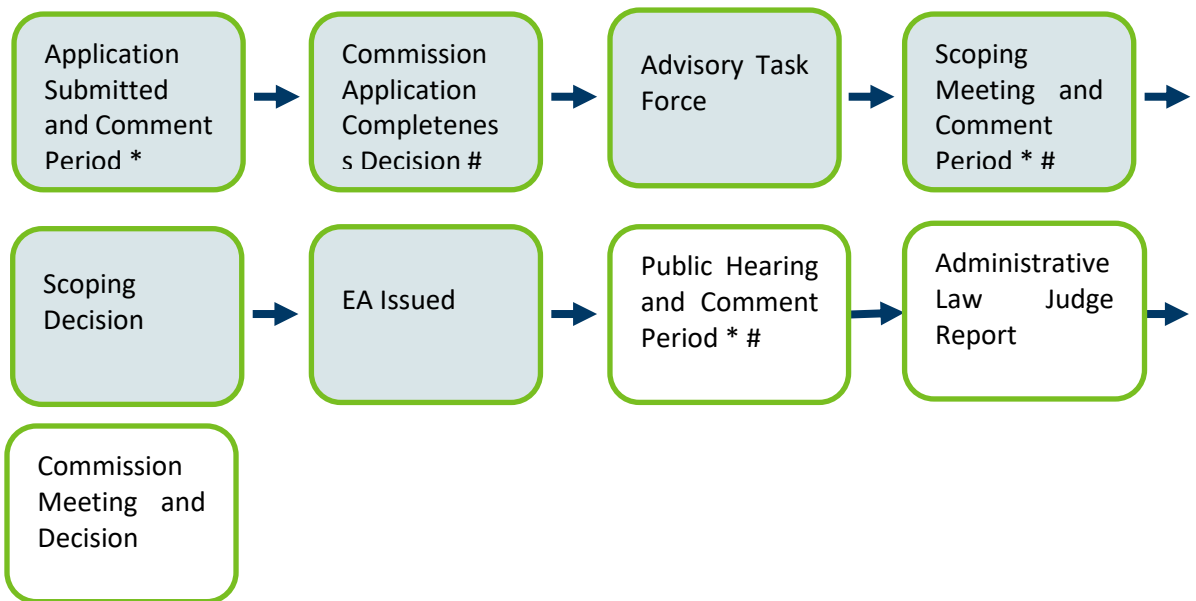 Application
Submitted
and Comment
Period *
Commission
Application
Completenes
s Decision #
Advisory Task
Force
Scoping
Meeting and
Comment
Period * #
Scoping
Decision
EA Issued
Public Hearing
and Comment
Period * #
Administrative
Law Judge
Report
Commission
Meeting and
Decision